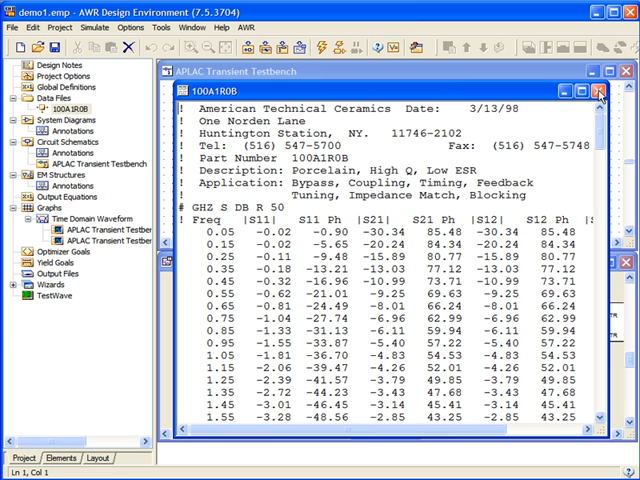 demo1.emp - AWR Design Environment (7.5.3704)
File Edit Project Simulate Options Tools Window AWR
Design Notes
Project Options
Global Definitions
Data Files
100A1R0B
System Diagrams
Annotations
Circuit Schematics
Annotations
APLAC Transient Testbench
EM Structures
Annotations
Output Equations
Graphs
Time Domain Waveform
APLAC Transient Testber
APLAC Transient Testber
Optimizer Goals
Yield Goals
Output Files
Wizards
TestWave
Project Elements Layout
Ln 1, Col 1
APLAC Transient Testbench
100A1R0B
! American Technical Ceramics Date: 3/13/98
! One Norden Lane
! Huntington Station, NY. 11746-2102
! Tel: (516) 547-5700 Fax: (516) 547-5748
! Part Number 100A1R0B
! Description: Porcelain, High Q, Low ESR
! Application: Bypass, Coupling, Timing, Feedback
! Tuning, Impedance Match, Blocking
# GHZ S DB R 50
! Freq |S11| S11 Ph |S21| S21 Ph |S12| S12 Ph |S
0.05 -0.02 -0.90 -30.34 85.48 -30.34 85.48
0.15 -0.02 -5.65 -20.24 84.34 -20.24 84.34
0.25 -0.11 -9.48 -15.89 80.77 -15.89 80.77
0.35 -0.18 -13.21 -13.03 77.12 -13.03 77.12
0.45 -0.32 -16.96 -10.99 73.71 -10.99 73.71
0.55 -0.62 -21.01 -9.25 69.63 -9.25 69.63
0.65 -0.81 -24.49 -8.01 66.24 -8.01 66.24
0.75 -1.04 -27.74 -6.96 62.99 -6.96 62.99
0.85 -1.33 -31.13 -6.11 59.94 -6.11 59.94
0.95 -1.55 -33.87 -5.40 57.22 -5.40 57.22
1.05 -1.81 -36.70 -4.83 54.53 -4.83 54.53
1.15 -2.06 -39.47 -4.26 52.01 -4.26 52.01
1.25 -2.39 -41.57 -3.79 49.85 -3.79 49.85
1.35 -2.72 -44.23 -3.43 47.68 -3.43 47.68
1.45 -3.01 -46.45 -3.14 45.41 -3.14 45.41
1.55 -3.28 -48.56 -2.85 43.25 -2.85 43.25